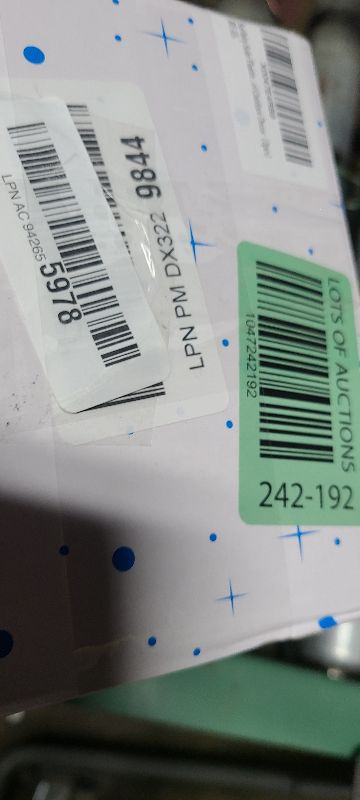 LPN AC 94265 5978
LPN PM DX322 9844
LOTS OF AUCTIONS
1047242192
242-192